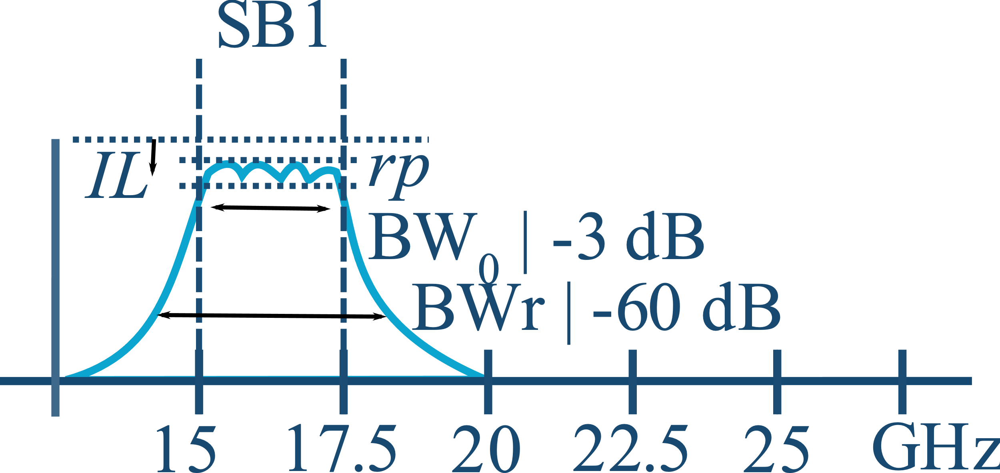 SB1
IL
rp
BW0 | -3 dB
BWr | -60 dB
15 17.5 20 22.5 25 GHz